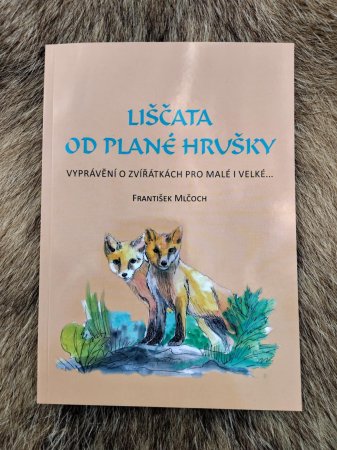 LIŠČATA
OD PLANÉ HRUŠKY
VYPRÁVĚNÍ O ZVÍŘÁTKÁCH PRO MALÉ I VELKÉ...
FRANTIŠEK MLČOCH